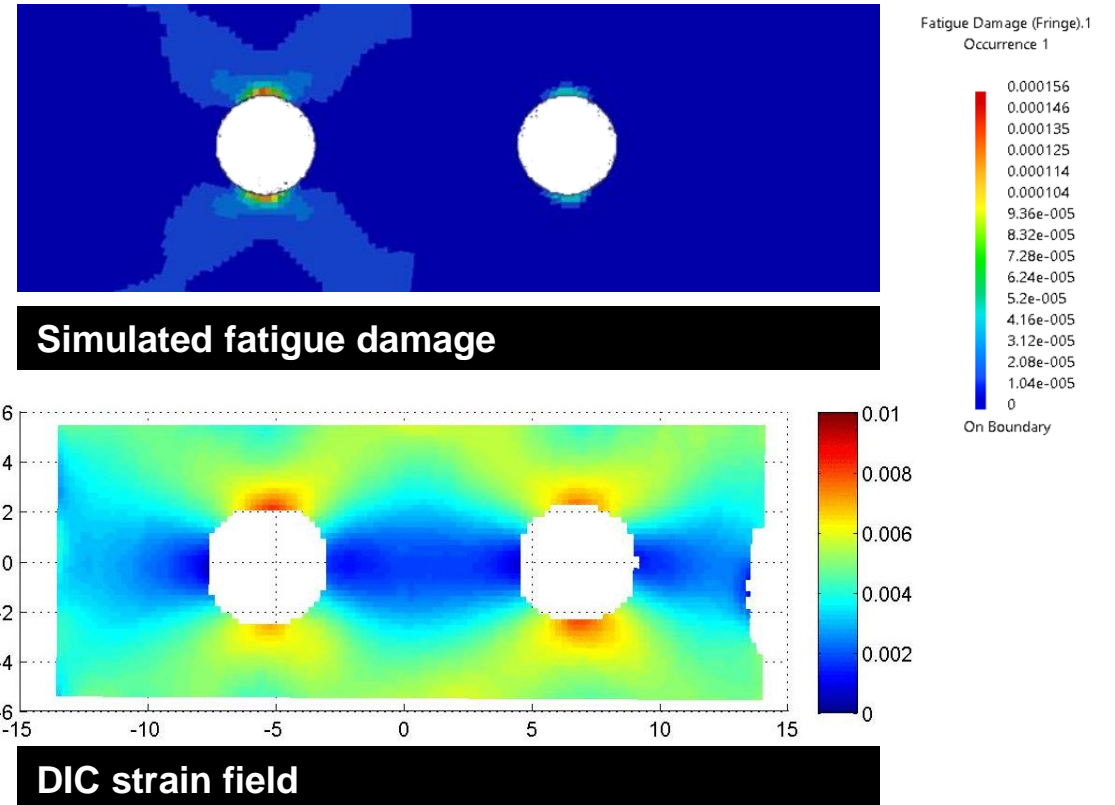 Fatigue Damage (Fringe).1
Occurrence 1
0.000156
0.000146
0.000135
0.000125
0.000114
0.000104
9.36e-005
8.32e-005
7.28e-005
6.24e-005
5.2e-005
4.16e-005
3.12e-005
2.08e-005
1.04e-005
0
On Boundary
Simulated fatigue damage
6
4
2
0
-2
-4
-6
-15 -10 -5 0 5 10 15
0.01
0.008
0.006
0.004
0.002
0
DIC strain field